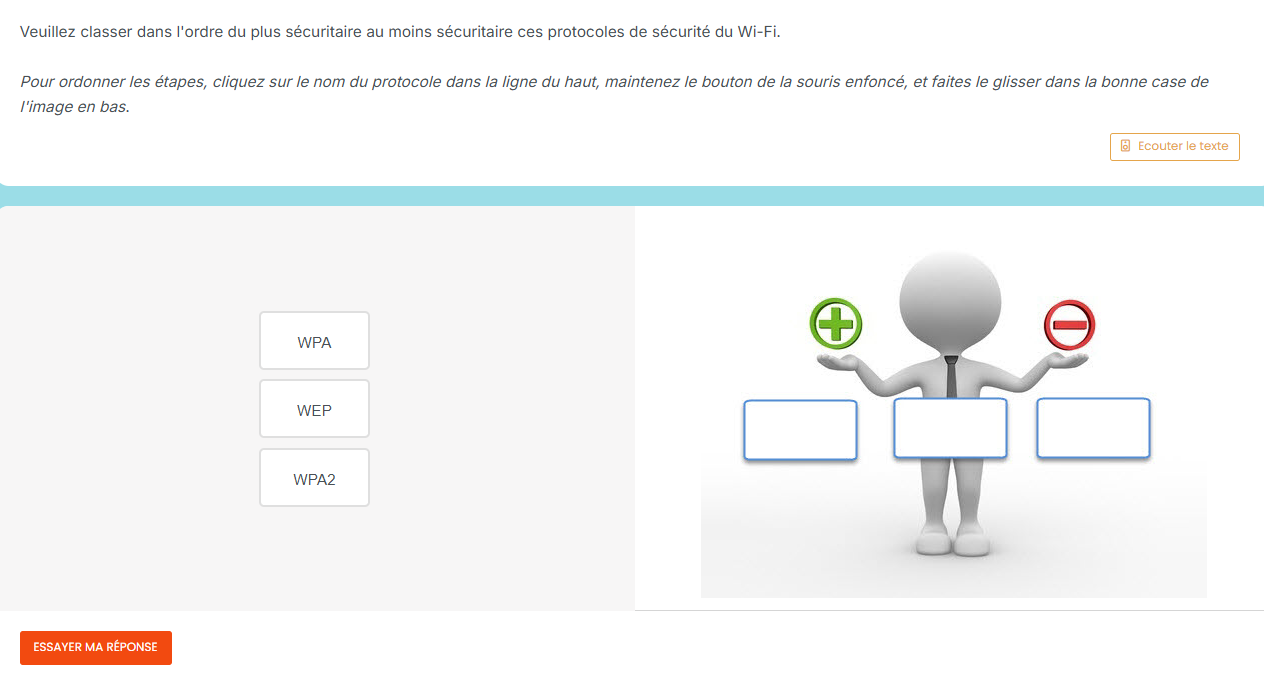 Veuillez classer dans l'ordre du plus sécuritaire au moins sécuritaire ces protocoles de sécurité du Wi-Fi.
Pour ordonner les étapes, cliquez sur le nom du protocole dans la ligne du haut, maintenez le bouton de la souris enfoncé, et faites le glisser dans la bonne case de
l'image en bas.
Ecouter le texte
WPA
WEP
WPA2
ESSAYER MA RÉPONSE